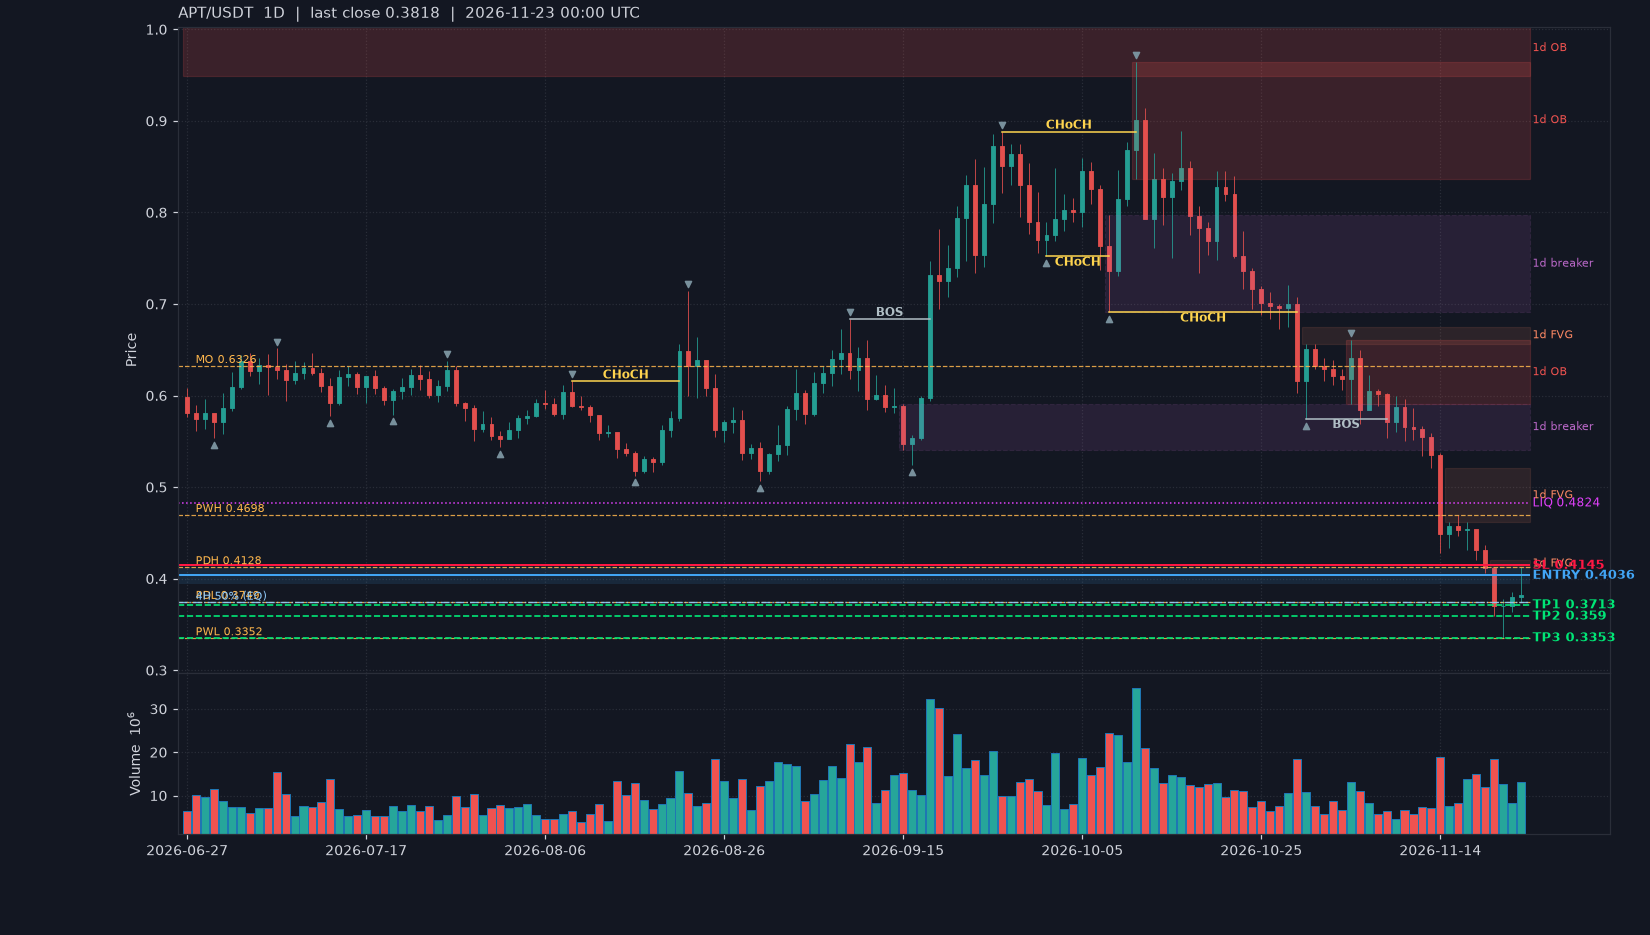 APT/USDT 1D | last close 0.3818 | 2026-11-23 00:00 UTC
1.0
0.9
0.8
0.7
0.6
0.5
0.4
0.3
Price
1d OB
1d OB
1d breaker
1d FVG
1d OB
1d breaker
1d FVG
LIQ 0.4824
ENTRY 0.4036
TP1 0.3713
TP2 0.359
TP3 0.3353
CHoCH
CHoCH
CHoCH
CHoCH
BOS
BOS
MO 0.6326
PWH 0.4698
PDH 0.4128
PWL 0.3352
Volume 10⁶
30
20
10
2026-06-27
2026-07-17
2026-08-06
2026-08-26
2026-09-15
2026-10-05
2026-10-25
2026-11-14